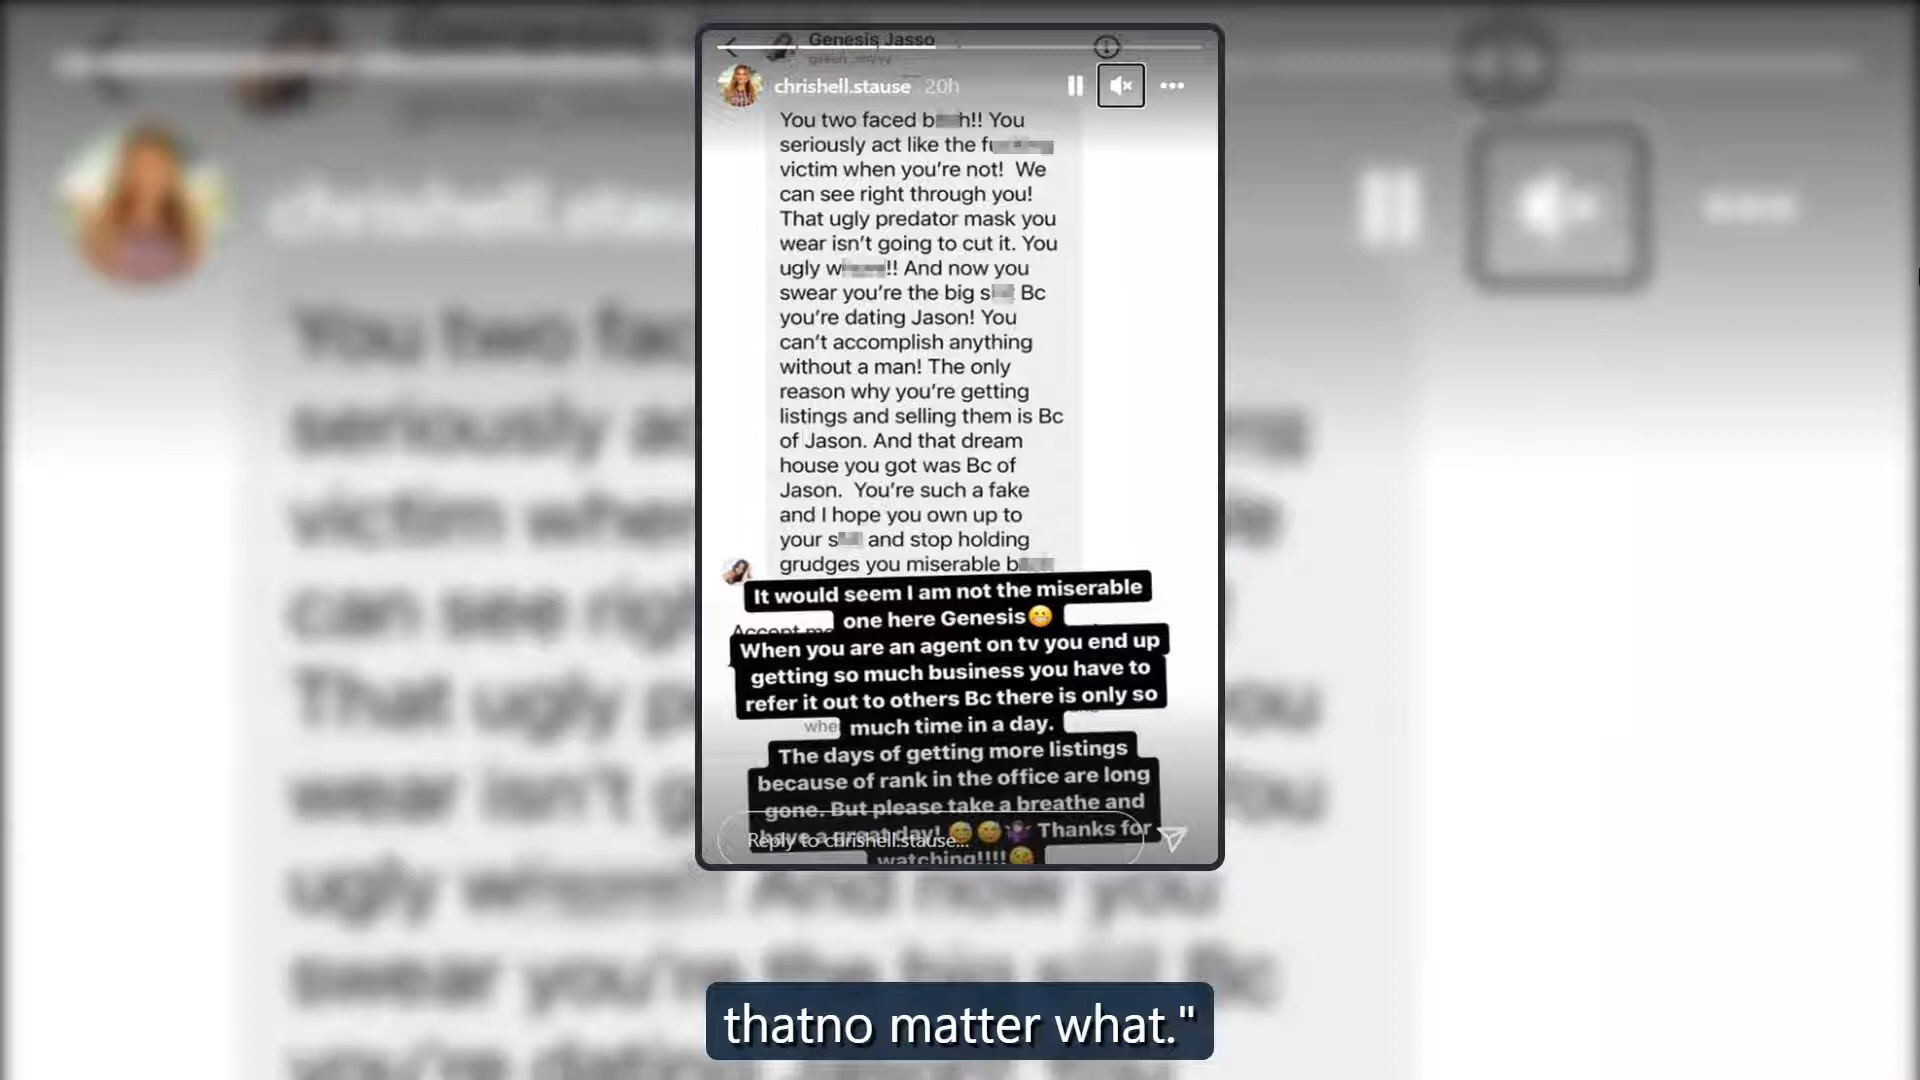 Genesis Jasso
chrishell.stause 20h
You two faced b h!! You
seriously act like the fu
victim when you're not! We
can see right through you!
That ugly predator mask you
wear isn't going to cut it. You
ugly w !! And now you
swear you're the big s Bc
you're dating Jason! You
can't accomplish anything
without a man! The only
reason why you're getting
listings and selling them is Bc
of Jason. And that dream
house you got was Bc of
Jason. You're such a fake
and I hope you own up to
your s and stop holding
grudges you miserable b
It would seem I am not the miserable
one here Genesis😬
Accept
When you are an agent on tv you end up
getting so much business you have to
refer it out to others Bc there is only so
whe
much time in a day.
The days of getting more listings
because of rank in the office are long
gone. But please take a breathe and
have a great day! 😅😅🤷🏽‍♀️ Thanks for
Reply to chrishell.stause...
watching!!!!😘
thatno matter what."